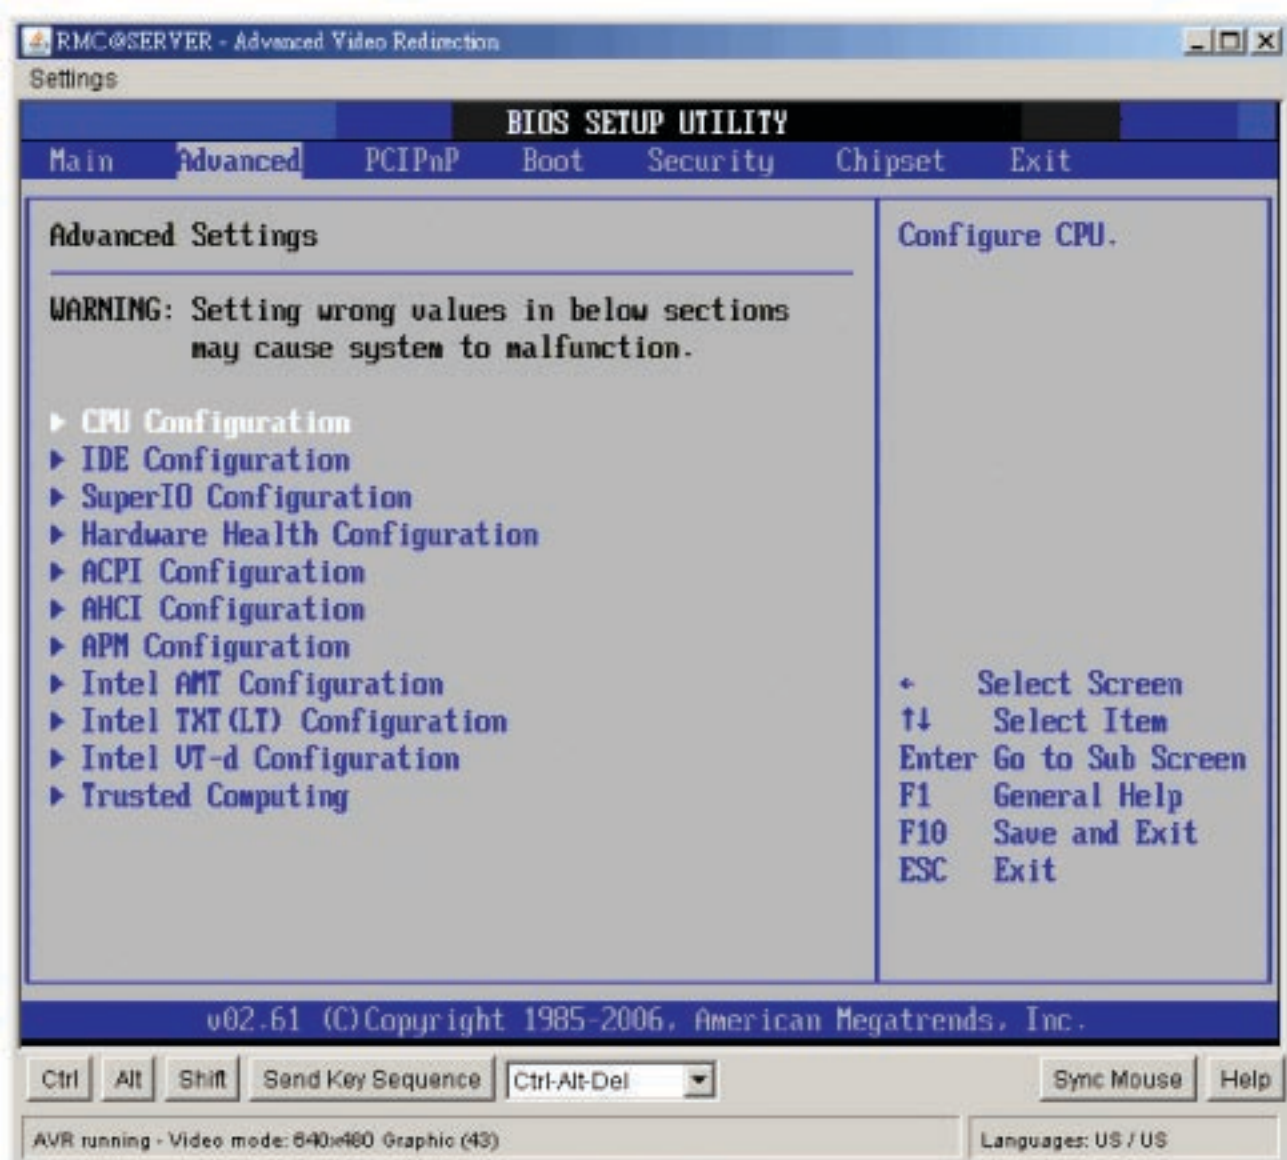 RMC@SERVER - Advanced Video Redirection
Settings
BIOS SETUP UTILITY
Main Advanced PCIPnP Boot Security Chipset Exit
Advanced Settings
WARNING: Setting wrong values in below sections
may cause system to malfunction.
CPU Configuration
IDE Configuration
SuperIO Configuration
Hardware Health Configuration
ACPI Configuration
AHCI Configuration
APM Configuration
Intel AMT Configuration
Intel TXT(LT) Configuration
Intel VT-d Configuration
Trusted Computing
Configure CPU.
← Select Screen
↑↓ Select Item
Enter Go to Sub Screen
F1 General Help
F10 Save and Exit
ESC Exit
v02.61 (C)Copyright 1985-2006, American Megatrends, Inc.
Ctrl Alt Shift Send Key Sequence Ctrl-Alt-Del Sync Mouse Help
AVR running - Video mode: 640x480 Graphic (43) Languages: US / US